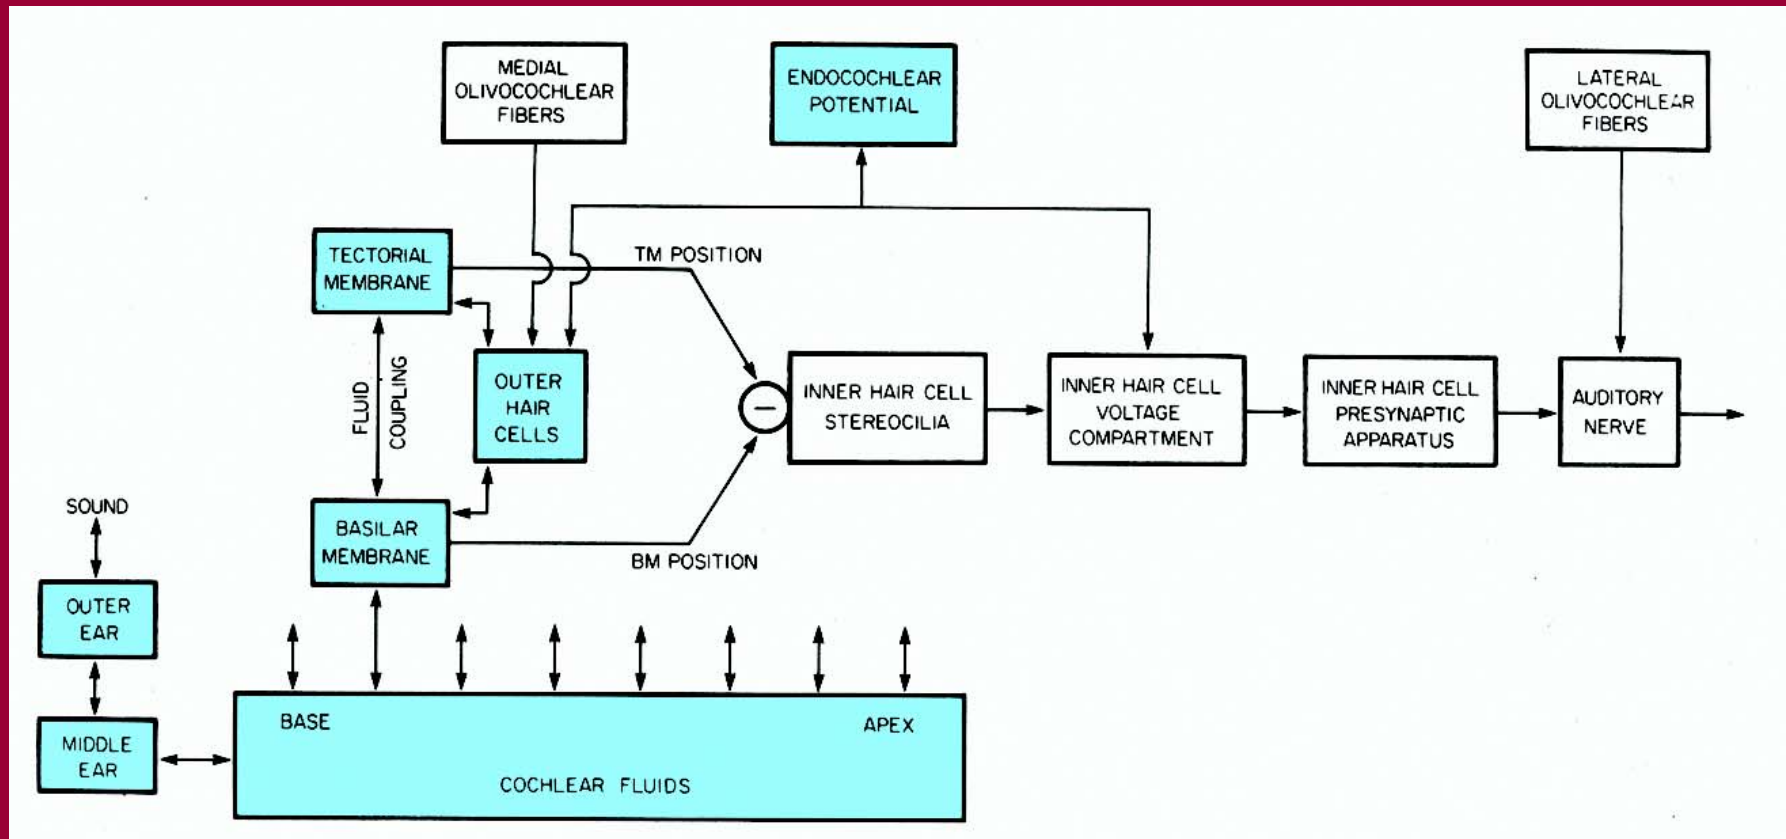 MEDIAL
OLIVOCOCHLEAR
FIBERS
ENDOCOCHLEAR
POTENTIAL
LATERAL
OLIVOCOCHLEAR
FIBERS
TECTORIAL
MEMBRANE
TM POSITION
FLUID
COUPLING
OUTER
HAIR
CELLS
—
INNER HAIR CELL
STEREOCILIA
INNER HAIR CELL
VOLTAGE
COMPARTMENT
INNER HAIR CELL
PRESYNAPTIC
APPARATUS
AUDITORY
NERVE
SOUND
BASILAR
MEMBRANE
BM POSITION
OUTER
EAR
MIDDLE
EAR
BASE
APEX
COCHLEAR FLUIDS